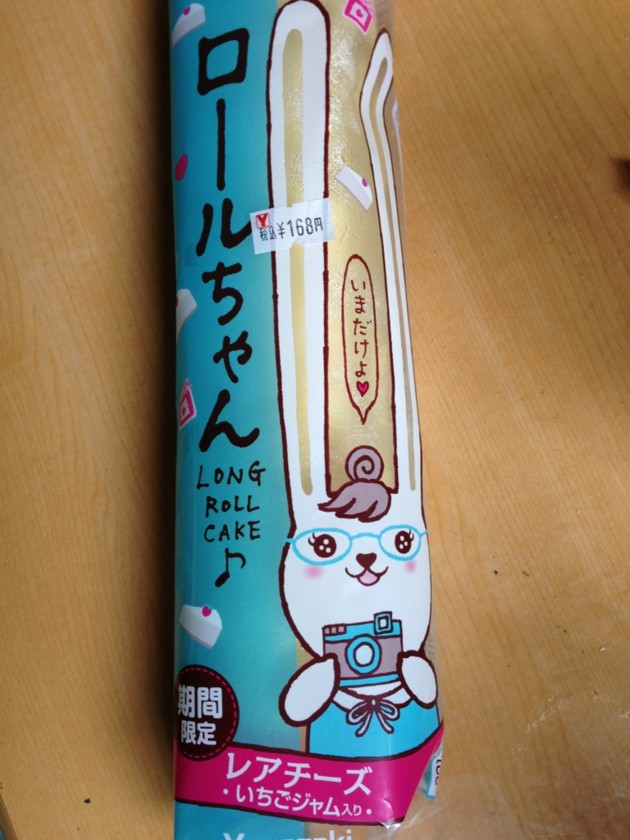 ロールちゃん
LONG
ROLL
CAKE
Y
税込¥168円
いまだけよ
期間
限定
レアチーズ
・いちごジャム入り・